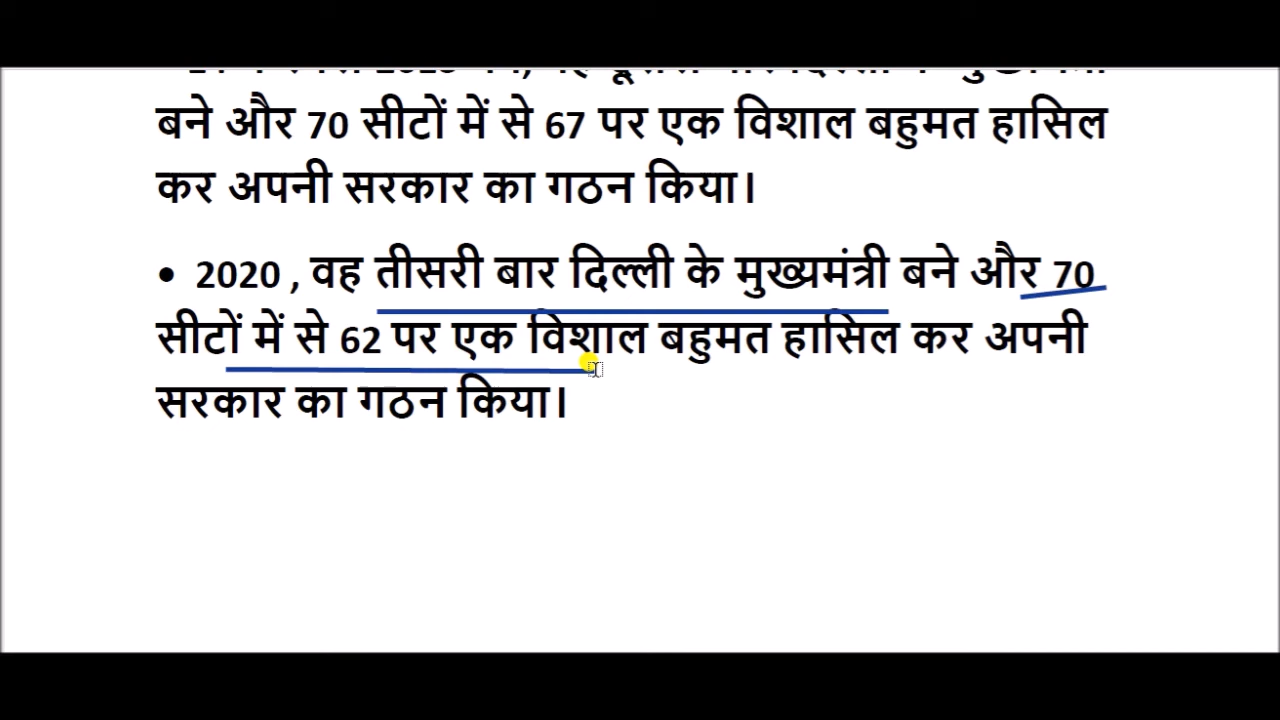 बने और 70 सीटों में से 67 पर एक विशाल बहुमत हासिल
कर अपनी सरकार का गठन किया।
• 2020 , वह तीसरी बार दिल्ली के मुख्यमंत्री बने और 70
सीटों में से 62 पर एक विशाल बहुमत हासिल कर अपनी
सरकार का गठन किया।